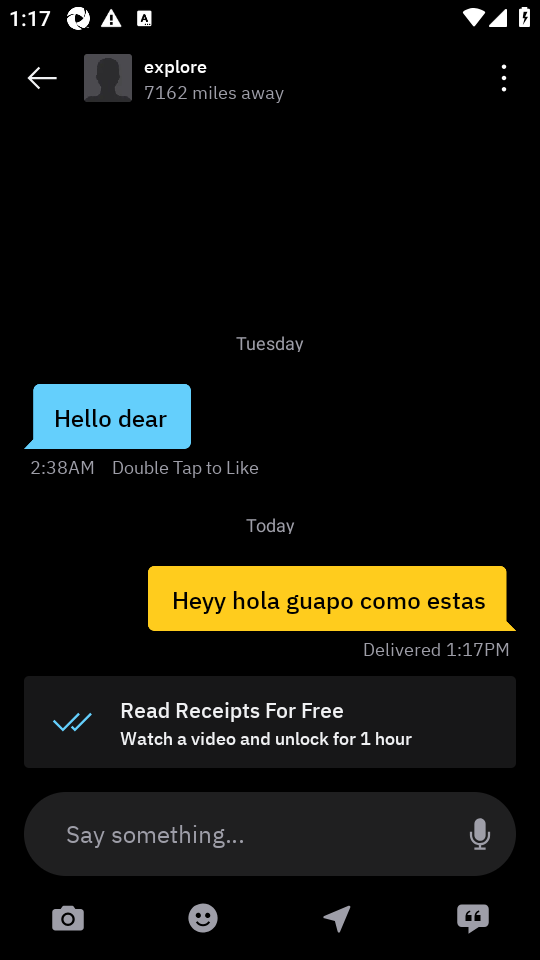 1:17
explore
7162 miles away
Tuesday
Hello dear
2:38AM Double Tap to Like
Today
Heyy hola guapo como estas
Delivered 1:17PM
Read Receipts For Free
Watch a video and unlock for 1 hour
Say something...